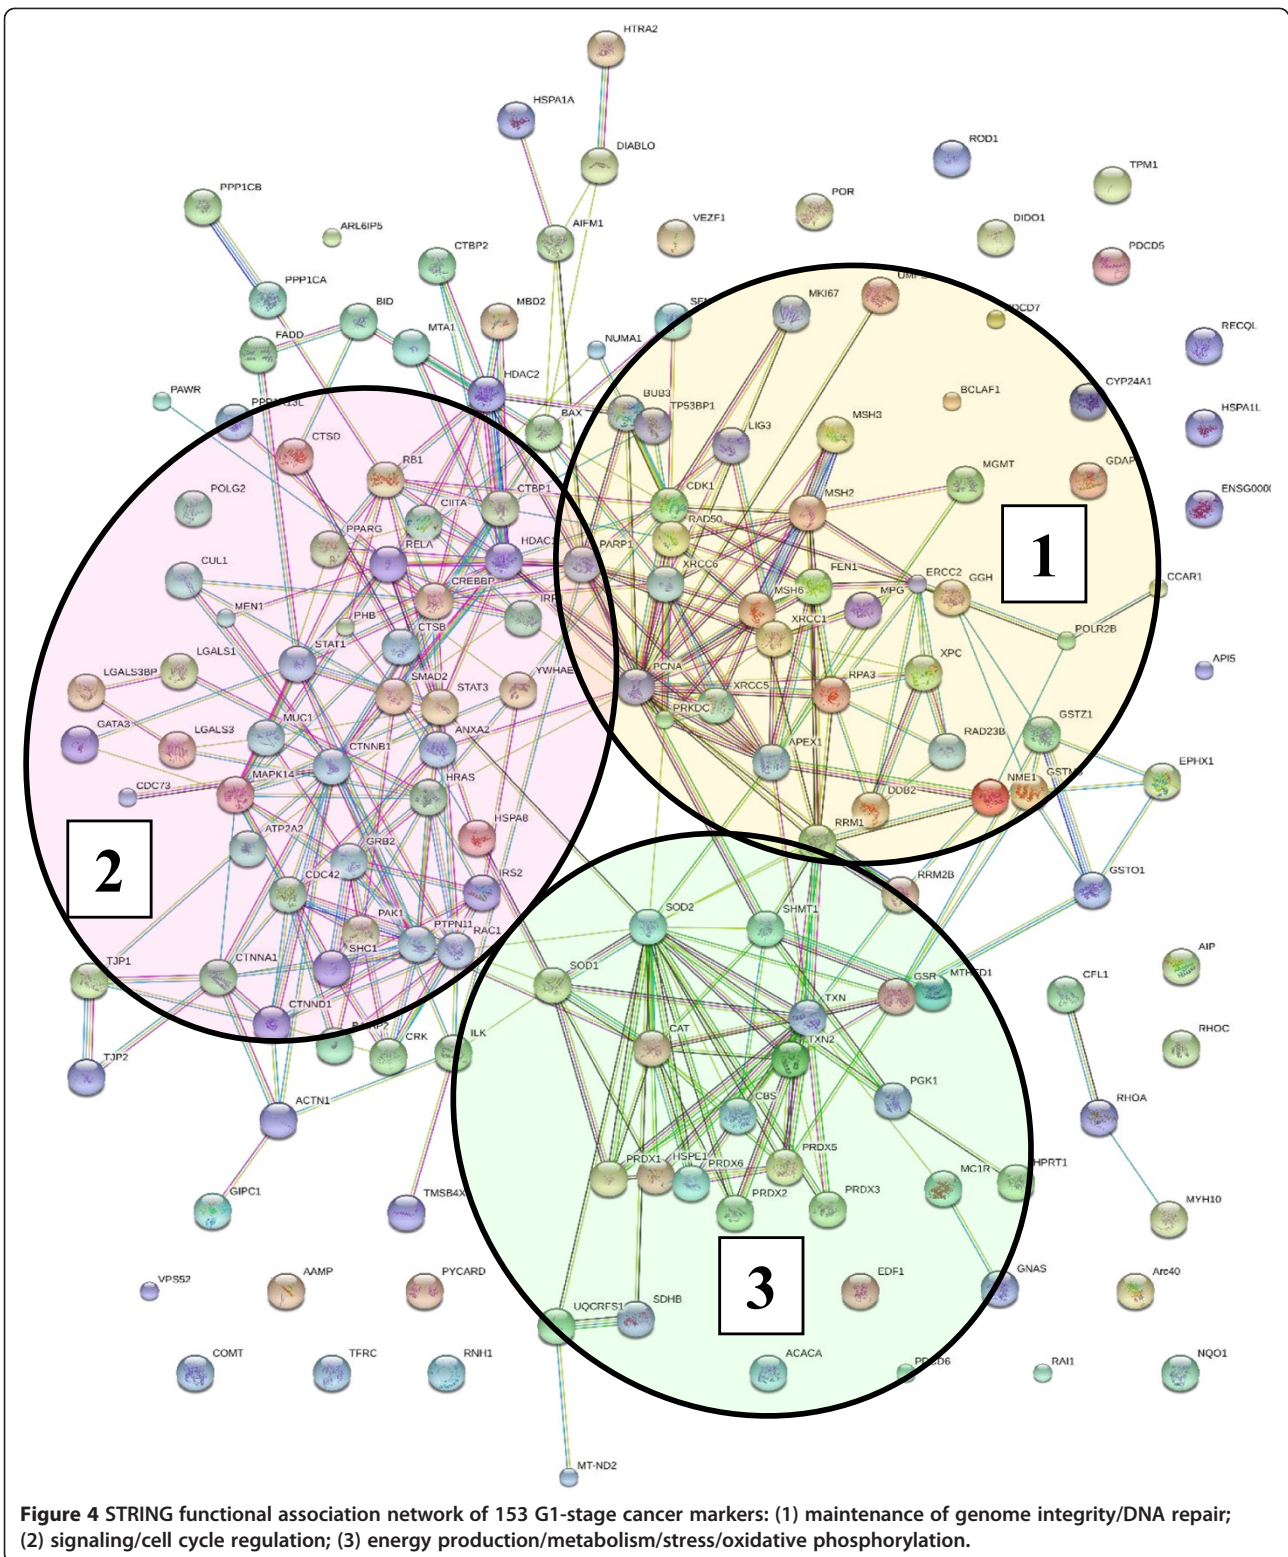 HTRA2
HSPA1A
DIABLO
ROD1
TPM1
PPP1CB
POR
ARL6IP5
AIFM1
VEZF1
DIDO1
CTBP2
PDCD5
PPP1CA
BID
MBD2
MKI67
MTA1
FADD
NUMA1
RECQL
HDAC2
PAWR
BUB3
BCLAF1
CYP24A1
TP53BP1
BAX
MSH3
HSPA1L
CTSD
LIG3
RB1
MGMT
POLG2
CTBP1
CDK1
MSH2
CIITA
RAD50
PPARG
1
RELA
PARP1
CUL1
XRCC6
FEN1
CREBBP
ERCC2
GGH
CCAR1
MSH6
MPG
MEN1
PHB
XRCC1
CTSB
POLR2B
LGALS1
STAT1
XPC
API5
LGALS3BP
YWHAE
PCNA
SMAD2
STAT3
XRCC5
RPA3
PRKDC
GATA3
MUC1
GSTZ1
LGALS3
ANXA2
RAD23B
CTNNB1
APEX1
EPHX1
MAPK14
HRAS
NME1
CDC73
DDB2
HSPA8
ATP2A2
RRM1
GRB2
2
CDC42
IRS2
RRM2B
GSTO1
PAK1
SOD2
SHMT1
PTPN11
RAC1
SHC1
AIP
TJP1
CTNNA1
SOD1
GSR
CFL1
CTNND1
TXN
CAT
RHOC
TJP2
CRK
ILK
TXN2
PGK1
ACTN1
CBS
RHOA
PRDX1
HSPE1
PRDX6
PRDX5
MC1R
HPRT1
GIPC1
TMSB4X
PRDX2
PRDX3
MYH10
VPS52
AAMP
PYCARD
3
EDF1
GNAS
Arc40
UQCRFS1
SDHB
COMT
TFRC
RNH1
ACACA
RAI1
NQO1
MT-ND2
Figure 4 STRING functional association network of 153 G1-stage cancer markers: (1) maintenance of genome integrity/DNA repair;
(2) signaling/cell cycle regulation; (3) energy production/metabolism/stress/oxidative phosphorylation.